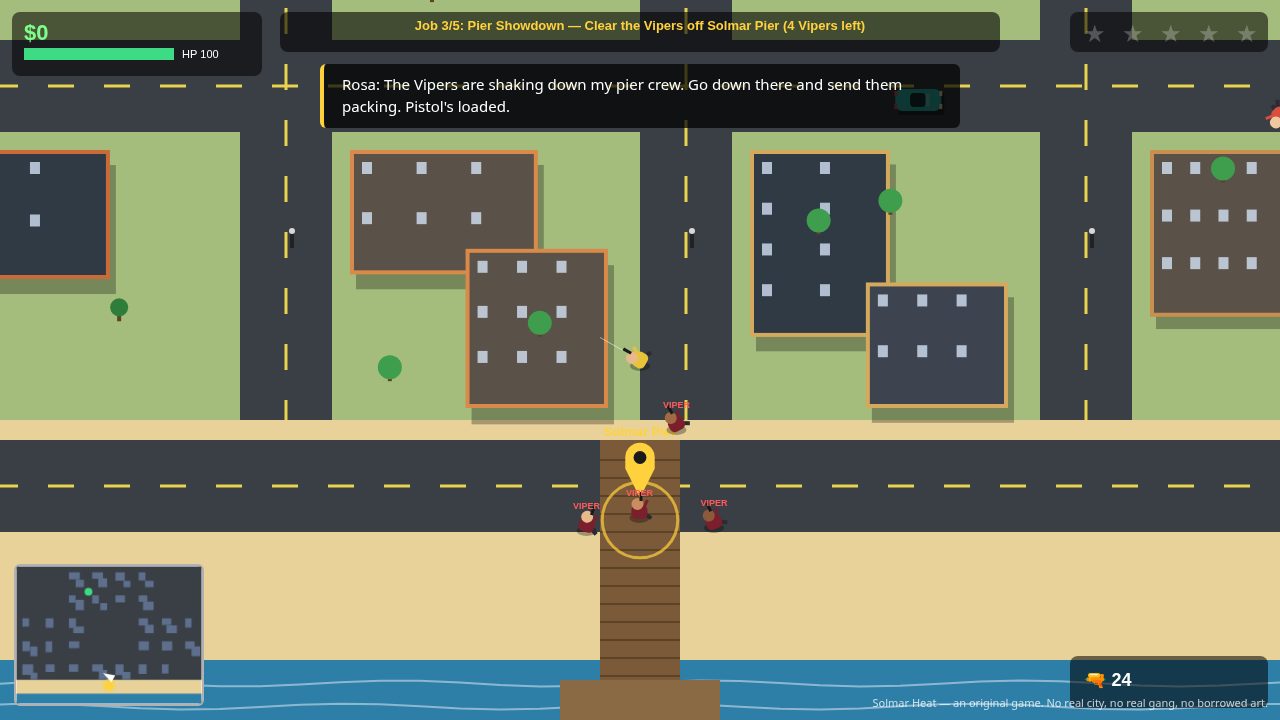 $0
HP 100
Job 3/5: Pier Showdown — Clear the Vipers off Solmar Pier (4 Vipers left)
★ ★ ★ ★ ★
Rosa: The Vipers are shaking down my pier crew. Go down there and send them
packing. Pistol's loaded.
VIPER
Solmar Pier
VIPER
VIPER
VIPER
24
Solmar Heat — an original game. No real city, no real gang, no borrowed art.